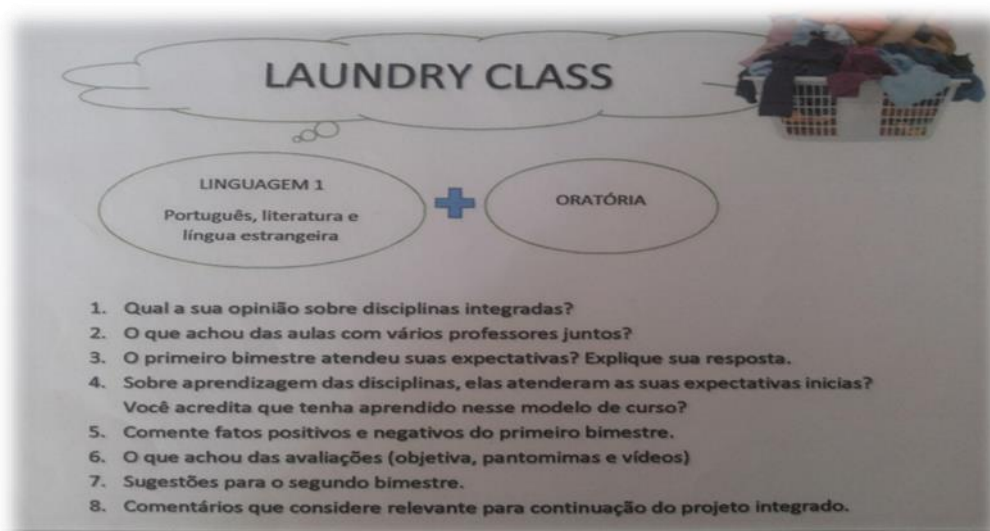 LAUNDRY CLASS
LINGUAGEM 1
Português, literatura e
língua estrangeira
ORATÓRIA
1. Qual a sua opinião sobre disciplinas integradas?
2. O que achou das aulas com vários professores juntos?
3. O primeiro bimestre atendeu suas expectativas? Explique sua resposta.
4. Sobre aprendizagem das disciplinas, elas atenderam as suas expectativas inicias?
Você acredita que tenha aprendido nesse modelo de curso?
5. Comente fatos positivos e negativos do primeiro bimestre.
6. O que achou das avaliações (objetiva, pantomimas e vídeos)
7. Sugestões para o segundo bimestre.
8. Comentários que considere relevante para continuação do projeto integrado.